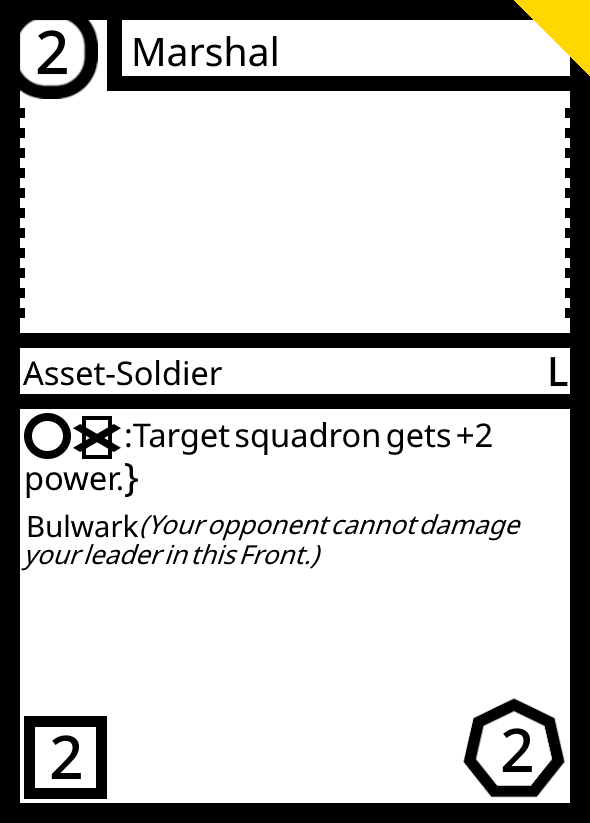 2
Marshal
Asset-Soldier
L
:Target squadron gets +2
power.}
Bulwark(Your opponent cannot damage
your leader in this Front.)
2
2